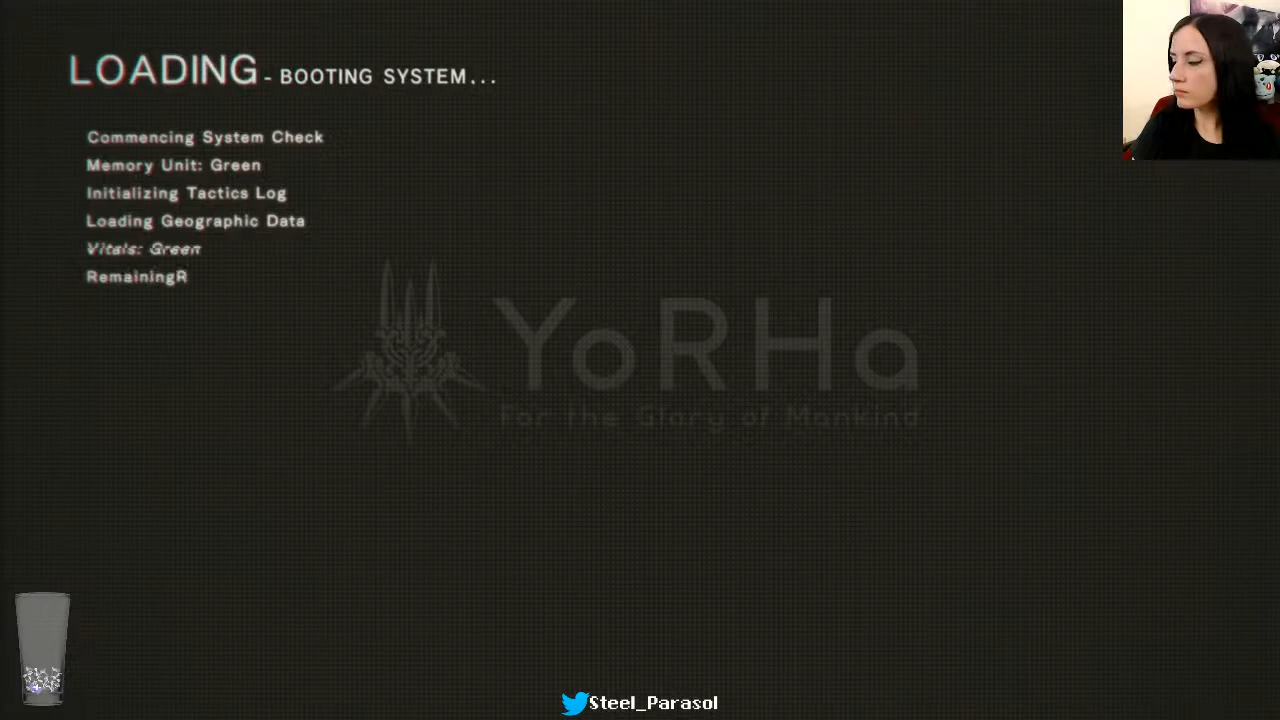 LOADING - BOOTING SYSTEM...
Commencing System Check
Memory Unit: Green
Initializing Tactics Log
Loading Geographic Data
Vitals: Green
RemainingR
YoRHa
For the Glory of Mankind
Steel_Parasol